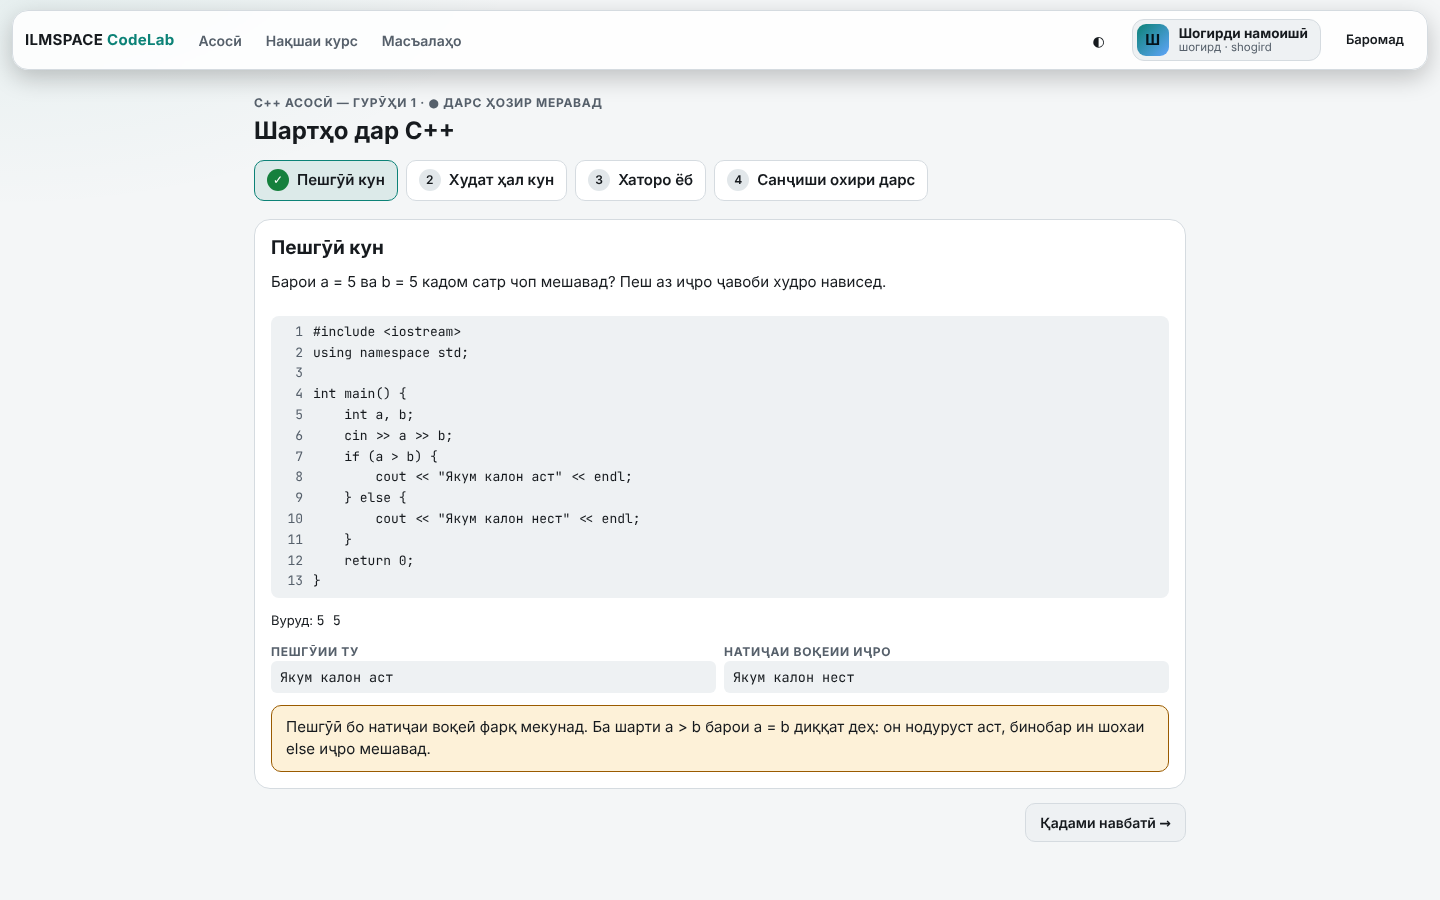 ILMSPACE CodeLab Асосӣ Нақшаи курс Масъалаҳо
Ш Шогирди намоишӣ
шогирд · shogird
Баромад
C++ АСОСӢ — ГУРӮҲИ 1 · ● ДАРС ҲОЗИР МЕРАВАД
Шартҳо дар C++
✓ Пешгӯӣ кун 2 Худат ҳал кун 3 Хаторо ёб 4 Санҷиши охири дарс
Пешгӯӣ кун
Барои a = 5 ва b = 5 кадом сатр чоп мешавад? Пеш аз иҷро ҷавоби худро нависед.
1 #include <iostream>
2 using namespace std;
3
4 int main() {
5     int a, b;
6     cin >> a >> b;
7     if (a > b) {
8         cout << "Якум калон аст" << endl;
9     } else {
10         cout << "Якум калон нест" << endl;
11     }
12     return 0;
13 }
Вуруд: 5 5
ПЕШГӮИИ ТУ
Якум калон аст
НАТИҶАИ ВОҚЕИИ ИҶРО
Якум калон нест
Пешгӯӣ бо натиҷаи воқеӣ фарқ мекунад. Ба шарти a > b барои a = b диққат деҳ: он нодуруст аст, бинобар ин шохаи
else иҷро мешавад.
Қадами навбатӣ →